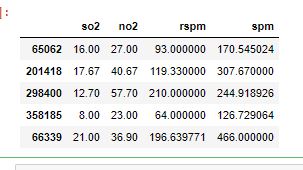 ]:
so2 no2 rspm spm
65062 16.00 27.00 93.000000 170.545024
201418 17.67 40.67 119.330000 307.670000
298400 12.70 57.70 210.000000 244.918926
358185 8.00 23.00 64.000000 126.729064
66339 21.00 36.90 196.639771 466.000000